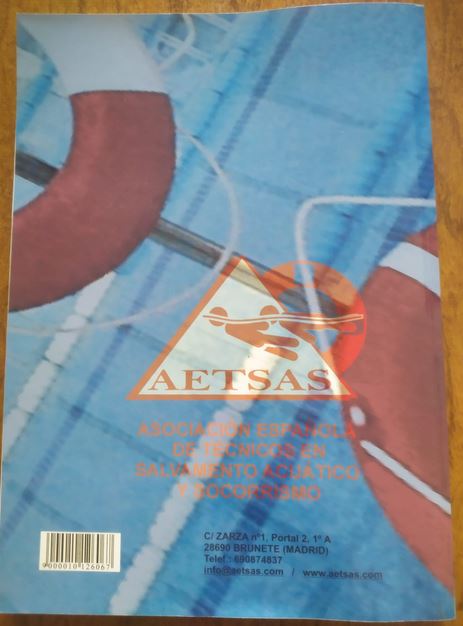 AETSAS
ASOCIACIÓN ESPAÑOLA
DE TÉCNICOS EN
SALVAMENTO ACUÁTICO
Y SOCORRISMO
C/ ZARZA nº1, Portal 2, 1º A
28690 BRUNETE (MADRID)
Telef.: 690874837
info@aetsas.com / www.aetsas.com
9000010126067